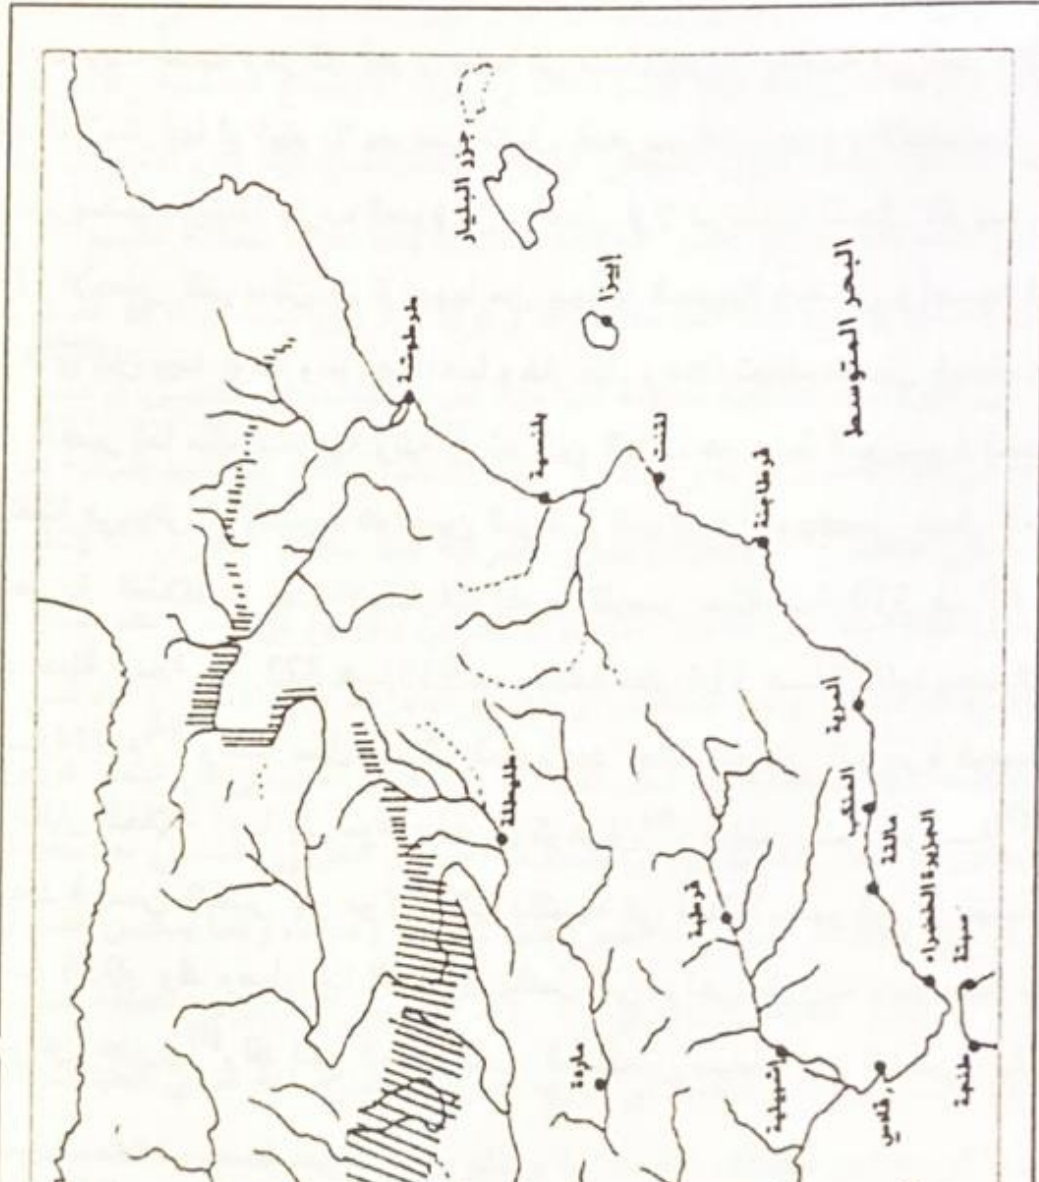 جزر البليار
إيبزا
البحر المتوسط
طرطوشة
بلنسية
لقنت
قرطاجنة
المرية
المنكب
مالقة
الجزيرة الخضراء
سبتة
طنجة
قادس
إشبيلية
قرطبة
طليطلة
ماردة